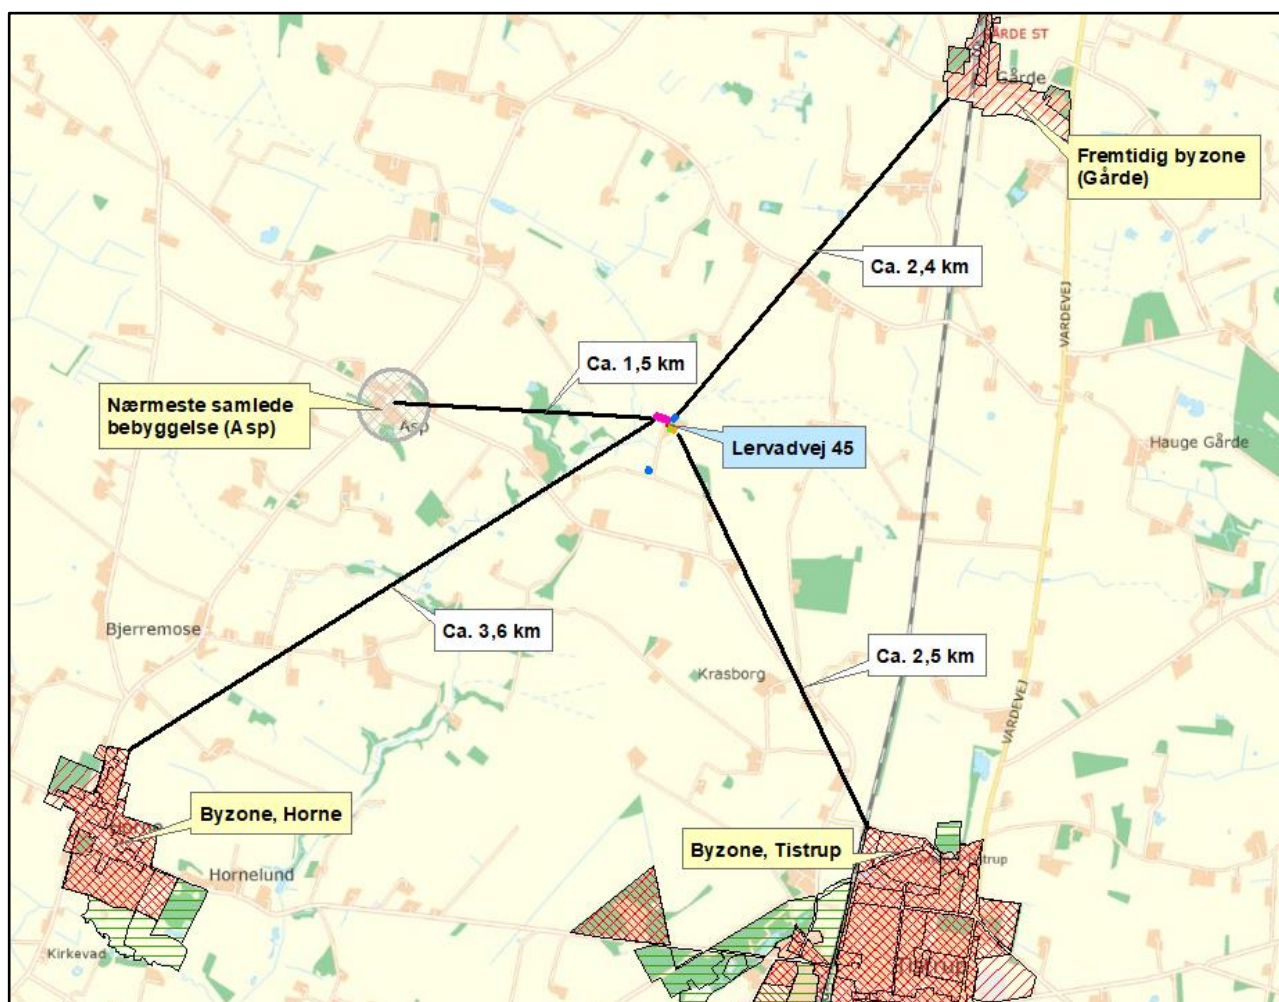 GÅRDE ST
Gårde
Fremtidig byzone
(Gårde)
Ca. 2,4 km
VARDEVEJ
Ca. 1,5 km
Nærmeste samlede
bebyggelse (Asp)
Asp
Lervadvej 45
Hauge Gårde
Bjerremose
Ca. 3,6 km
Ca. 2,5 km
Krasborg
VARDEVEJ
Byzone, Horne
Horne
Byzone, Tistrup
Hornelund
Kirkevad
Tistrup